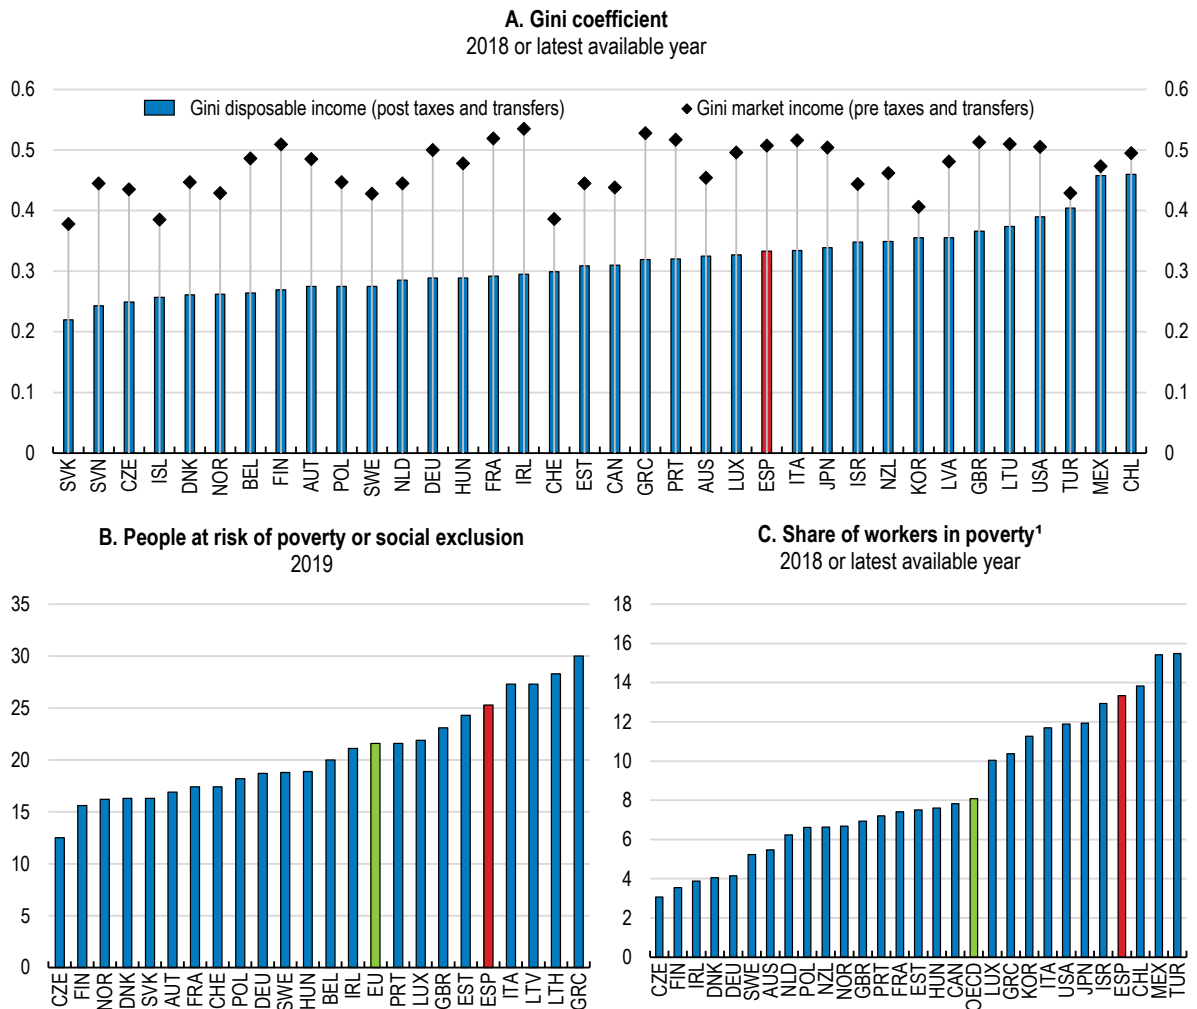 A. Gini coefficient
2018 or latest available year
0.6 0.6
Gini disposable income (post taxes and transfers) Gini market income (pre taxes and transfers)
0.5 0.5
0.4 0.4
0.3 0.3
0.2 0.2
0.1 0.1
0 0
SVK SVN CZE ISL DNK NOR BEL FIN AUT POL SWE NLD DEU HUN FRA IRL CHE EST CAN GRC PRT AUS LUX ESP ITA JPN ISR NZL KOR LVA GBR LTU USA TUR MEX CHL
B. People at risk of poverty or social exclusion
2019
35
30
25
20
15
10
5
0
CZE FIN NOR DNK SVK AUT FRA CHE POL DEU SWE HUN BEL IRL EU PRT LUX GBR EST ESP ITA LTV LTH GRC
C. Share of workers in poverty¹
2018 or latest available year
18
16
14
12
10
8
6
4
2
0
CZE FIN IRL DNK DEU SWE AUS NLD POL NZL NOR GBR PRT FRA EST HUN CAN OECD LUX GRC KOR ITA USA JPN ISR ESP CHL MEX TUR